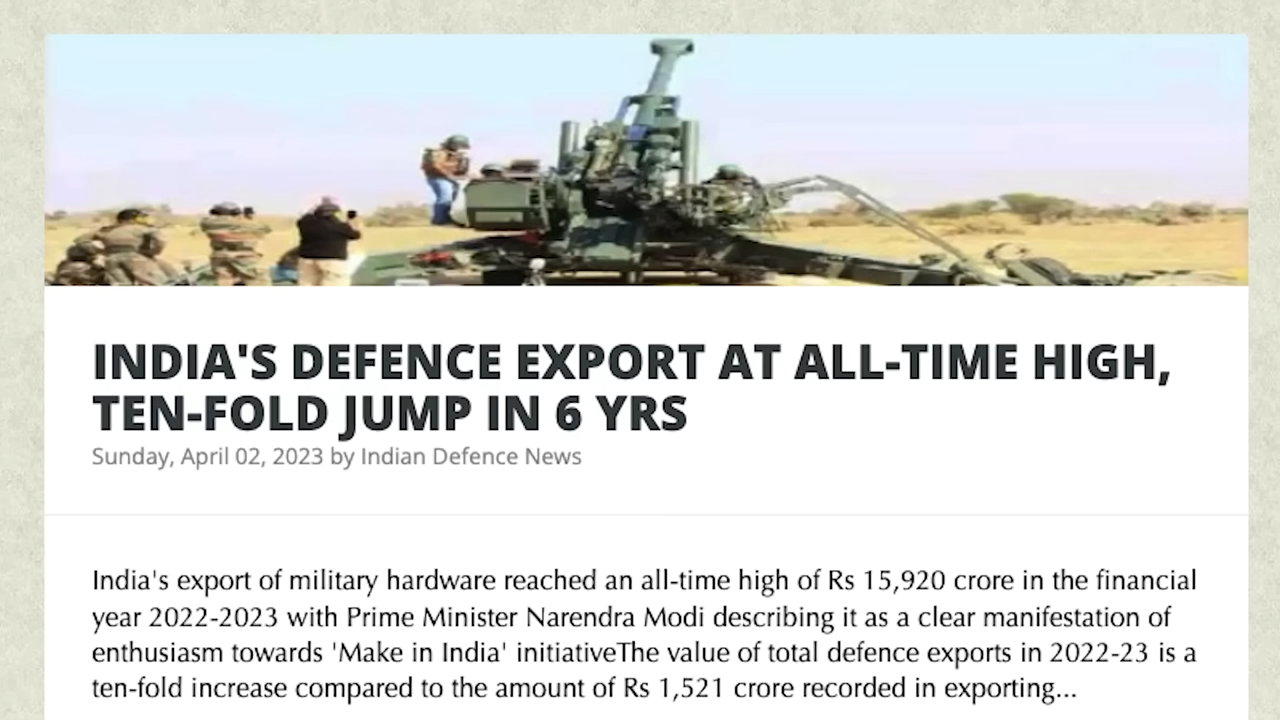 INDIA'S DEFENCE EXPORT AT ALL-TIME HIGH,
TEN-FOLD JUMP IN 6 YRS
Sunday, April 02, 2023 by Indian Defence News
India's export of military hardware reached an all-time high of Rs 15,920 crore in the financial
year 2022-2023 with Prime Minister Narendra Modi describing it as a clear manifestation of
enthusiasm towards 'Make in India' initiativeThe value of total defence exports in 2022-23 is a
ten-fold increase compared to the amount of Rs 1,521 crore recorded in exporting...